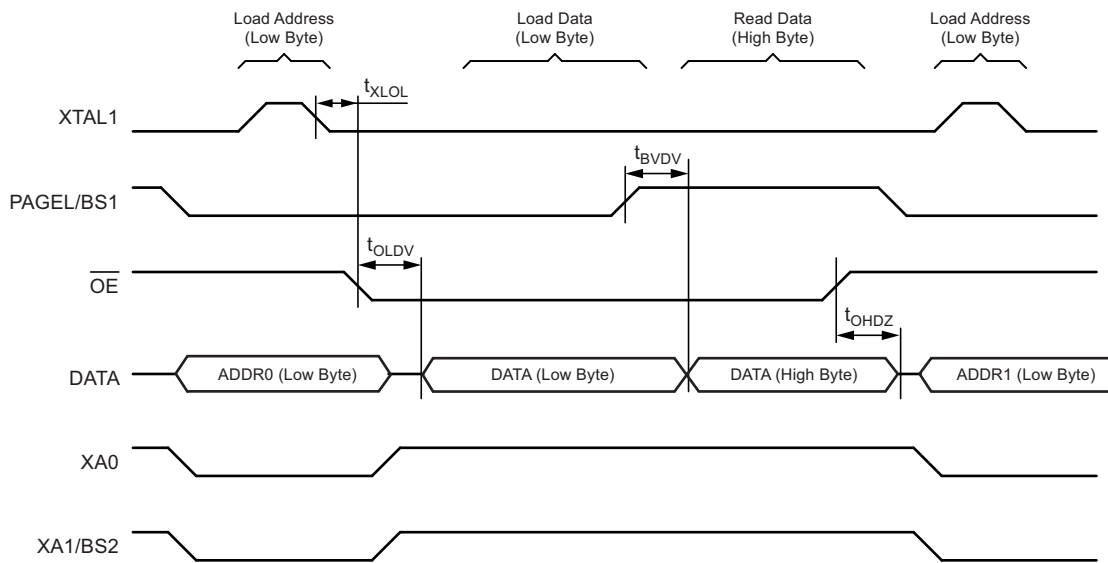 Load Address
(Low Byte)
Load Data
(Low Byte)
Read Data
(High Byte)
Load Address
(Low Byte)
tXLOL
XTAL1
tBVDV
PAGEL/BS1
tOLDV
OE
tOHDZ
DATA
ADDR0 (Low Byte)
DATA (Low Byte)
DATA (High Byte)
ADDR1 (Low Byte)
XA0
XA1/BS2